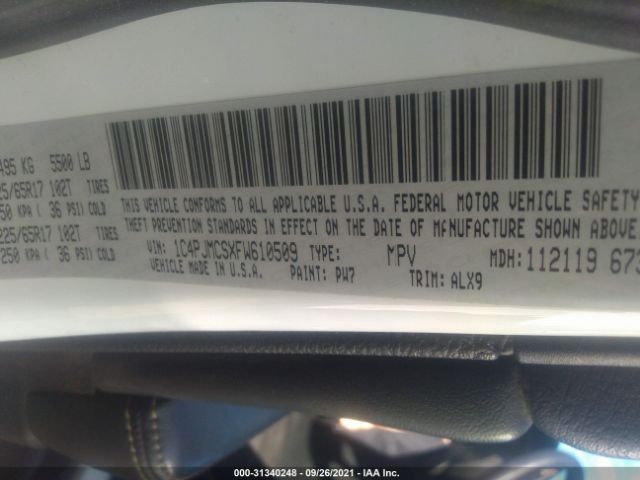 495 KG 5500 LB
25/65R17 102T TIRES
250 KPA ( 36 PSI) COLD
225/65R17 102T TIRES
250 KPA ( 36 PSI) COLD
THIS VEHICLE CONFORMS TO ALL APPLICABLE U.S.A. FEDERAL MOTOR VEHICLE SAFETY
THEFT PREVENTION STANDARDS IN EFFECT ON THE DATE OF MANUFACTURE SHOWN ABOVE
VIN: 1C4PJMCSXFW610509 TYPE: MPV MDH: 112119 673
VEHICLE MADE IN U.S.A. PAINT: PW7 TRIM: ALX9
000-31340248 - 09/26/2021 - IAA Inc.